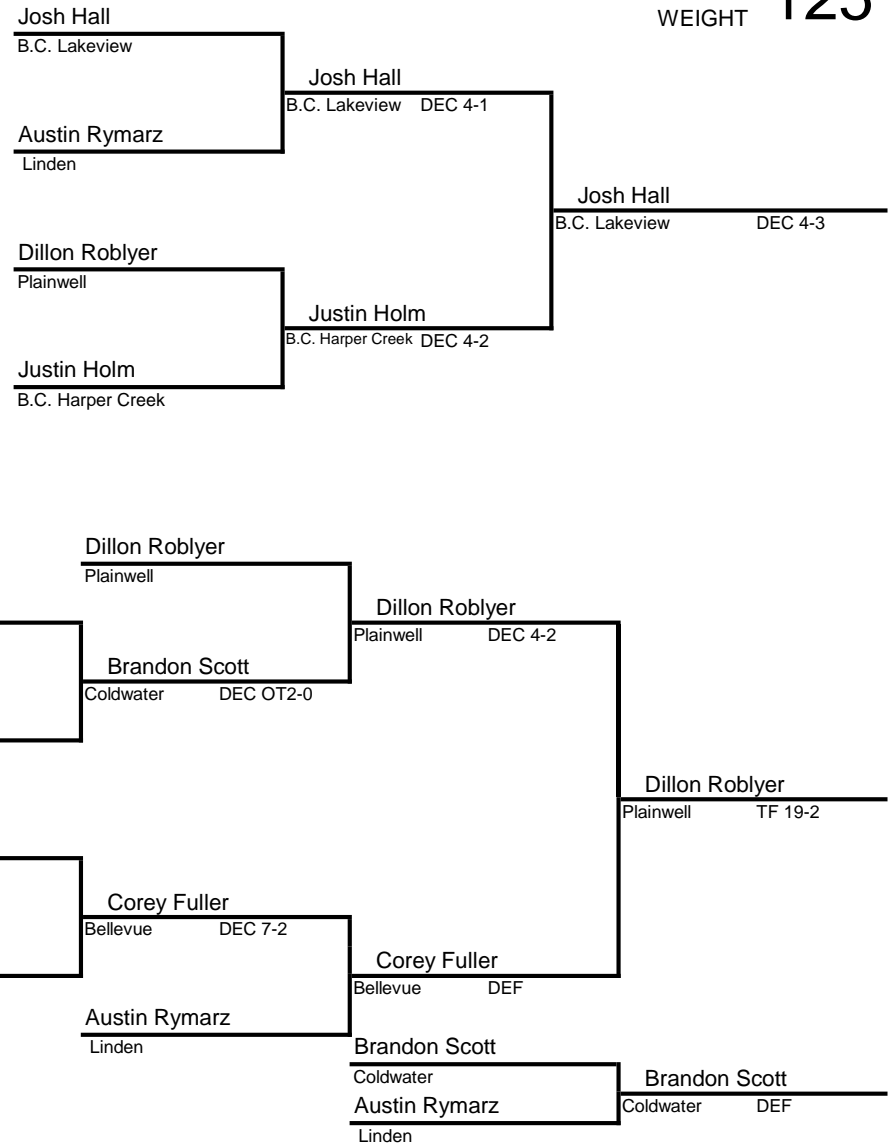 Josh Hall
WEIGHT 125
B.C. Lakeview
Josh Hall
B.C. Lakeview DEC 4-1
Austin Rymarz
Linden
Josh Hall
B.C. Lakeview DEC 4-3
Dillon Roblyer
Plainwell
Justin Holm
B.C. Harper Creek DEC 4-2
Justin Holm
B.C. Harper Creek
Dillon Roblyer
Plainwell
Dillon Roblyer
Plainwell DEC 4-2
Brandon Scott
Coldwater DEC OT2-0
Dillon Roblyer
Plainwell TF 19-2
Corey Fuller
Bellevue DEC 7-2
Corey Fuller
Bellevue DEF
Austin Rymarz
Linden
Brandon Scott
Coldwater
Brandon Scott
Coldwater DEF
Austin Rymarz
Linden